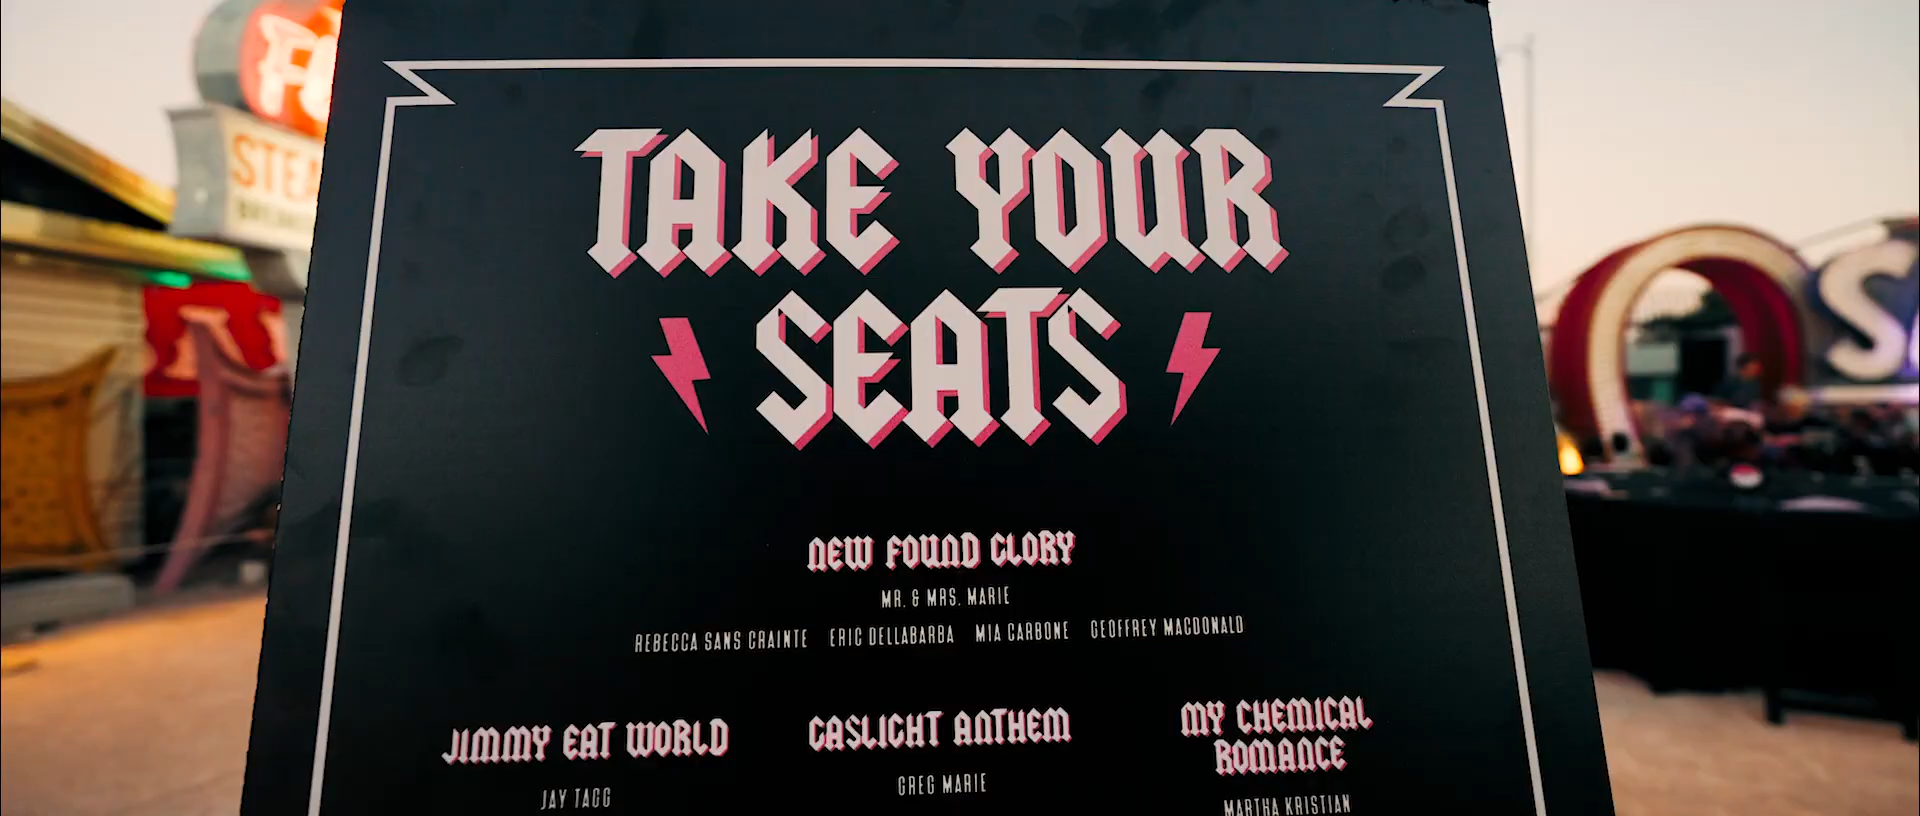 STEA
TAKE YOUR
SEATS
NEW FOUND GLORY
MR. & MRS. MARIE
REBECCA SANS CRAINTE ERIC DELLABARBA MIA CARBONE GEOFFREY MACDONALD
JIMMY EAT WORLD GASLIGHT ANTHEM MY CHEMICAL
ROMANCE
JAY TAGG GREG MARIE MARTHA KRISTIAN